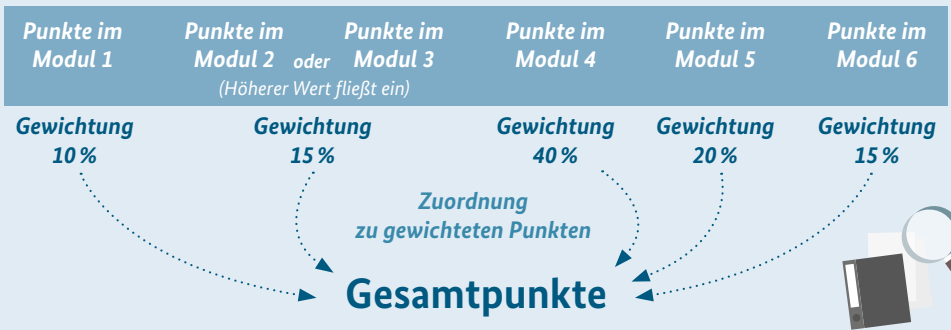 Punkte im Modul 1
Punkte im Modul 2 oder Punkte im Modul 3
(Höherer Wert fließt ein)
Punkte im Modul 4
Punkte im Modul 5
Punkte im Modul 6
Gewichtung
10 %
Gewichtung
15 %
Gewichtung
40 %
Gewichtung
20 %
Gewichtung
15 %
Zuordnung
zu gewichteten Punkten
Gesamtpunkte